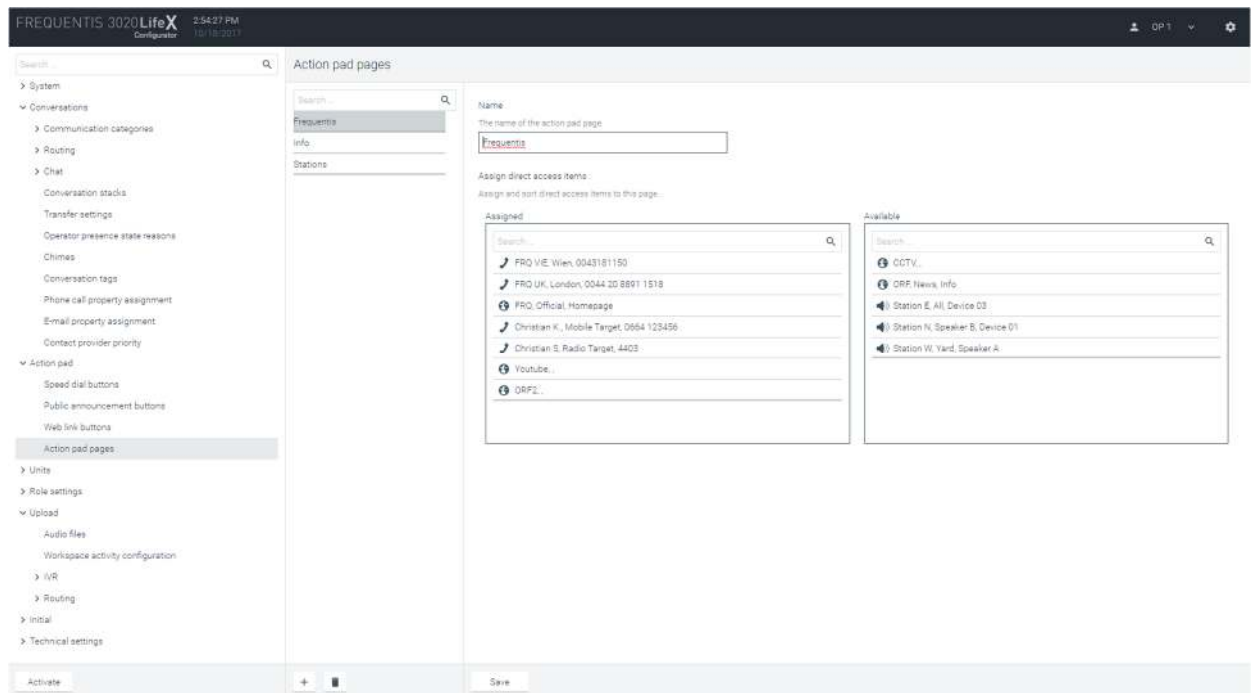 FREQUENTIS 3020 LifeX
Configurator
2:54:27 PM
10/18/2017
OP 1
Search ...
System
Conversations
Communication categories
Routing
Chat
Conversation stacks
Transfer settings
Operator presence state reasons
Chimes
Conversation tags
Phone call property assignment
E-mail property assignment
Contact provider priority
Action pad
Speed dial buttons
Public announcement buttons
Web link buttons
Action pad pages
Units
Role settings
Upload
Audio files
Workspace activity configuration
IVR
Routing
Initial
Technical settings
Activate
Action pad pages
Search ...
Frequentis
Info
Stations
+
Name
The name of the action pad page
Frequentis
Assign direct access items
Assign and sort direct access items to this page.
Assigned
Search ...
FRQ VIE, Wien, 0043181150
FRQ UK, London, 0044 20 8891 1518
FRQ, Official, Homepage
Christian K., Mobile Target, 0664 123456
Christian S, Radio Target, 4403
Youtube...
ORF2...
Available
Search ...
CCTV...
ORF, News, Info
Station E, All, Device 03
Station N, Speaker B, Device 01
Station W, Yard, Speaker A
Save